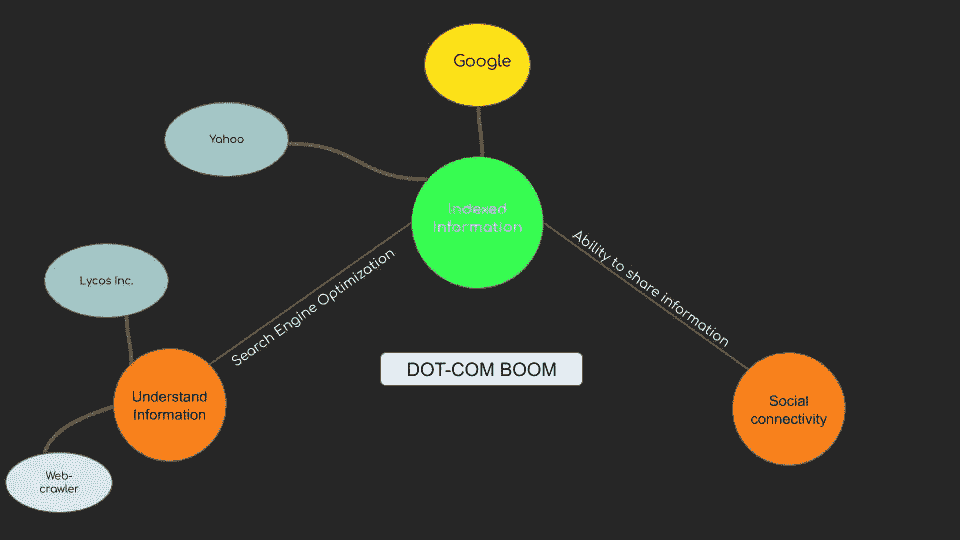 Google
Yahoo
Indexed
Information
Ability to share information
Search Engine Optimization
Lycos Inc.
DOT-COM BOOM
Understand
Information
Social
connectivity
Web-
crawler